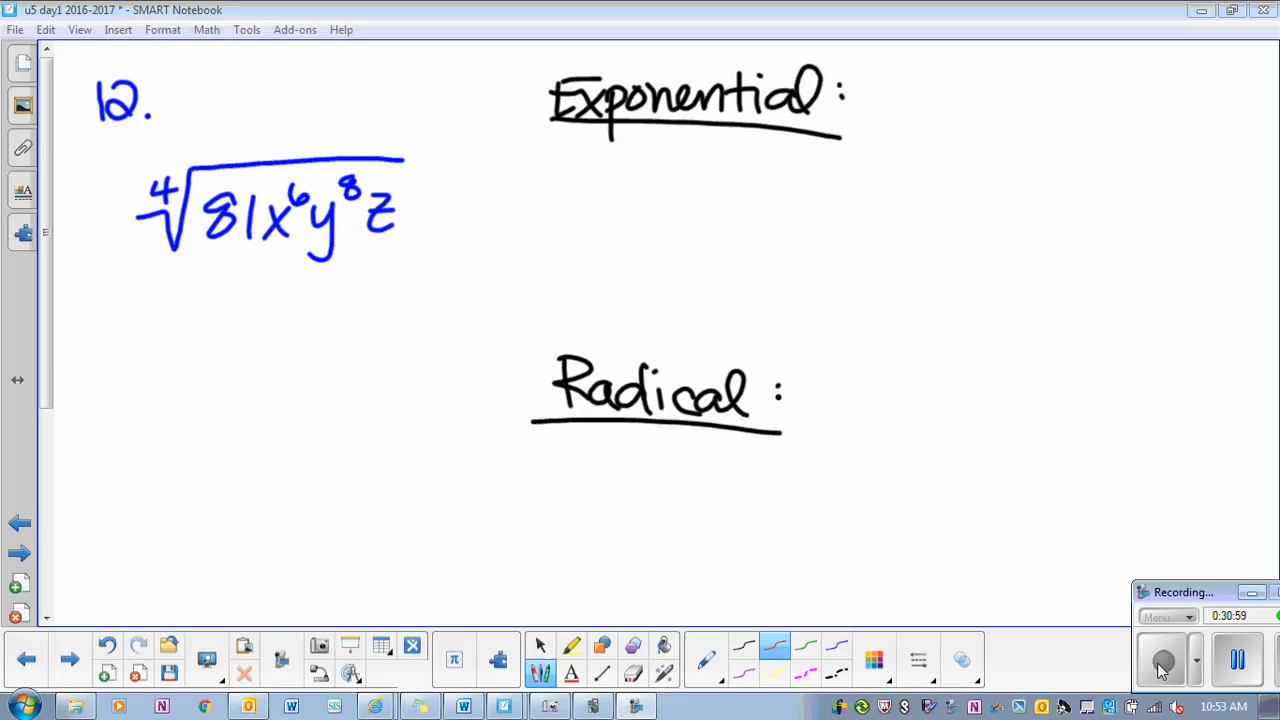 u5 day1 2016-2017 * - SMART Notebook
File Edit View Insert Format Math Tools Add-ons Help
12.
Exponential:
∜81x⁶y⁸z
Radical:
Recording...
Menu
0:30:59
10:53 AM